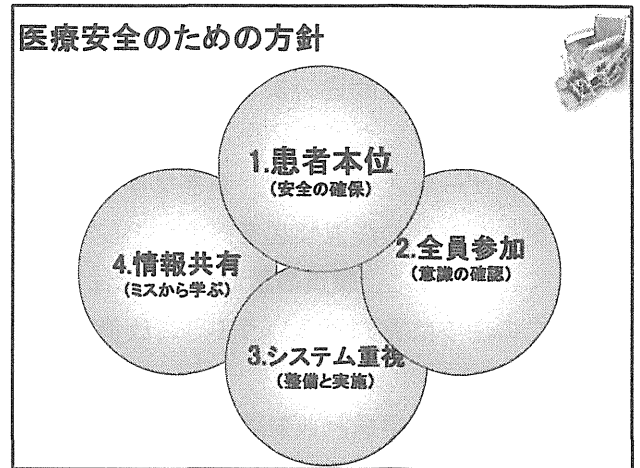 医療安全のための方針
1.患者本位
(安全の確保)
2.全員参加
(意識の確認)
3.システム重視
(整備と実施)
4.情報共有
(ミスから学ぶ)